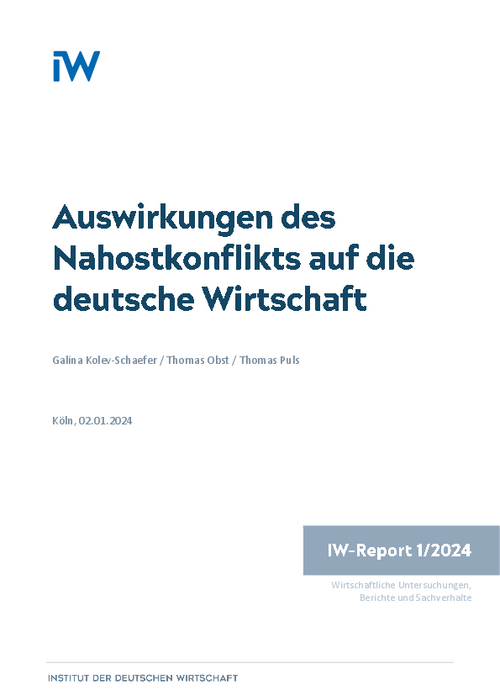 iW
Auswirkungen des
Nahostkonflikts auf die
deutsche Wirtschaft
Galina Kolev-Schaefer / Thomas Obst / Thomas Puls
Köln, 02.01.2024
IW-Report 1/2024
Wirtschaftliche Untersuchungen,
Berichte und Sachverhalte
INSTITUT DER DEUTSCHEN WIRTSCHAFT